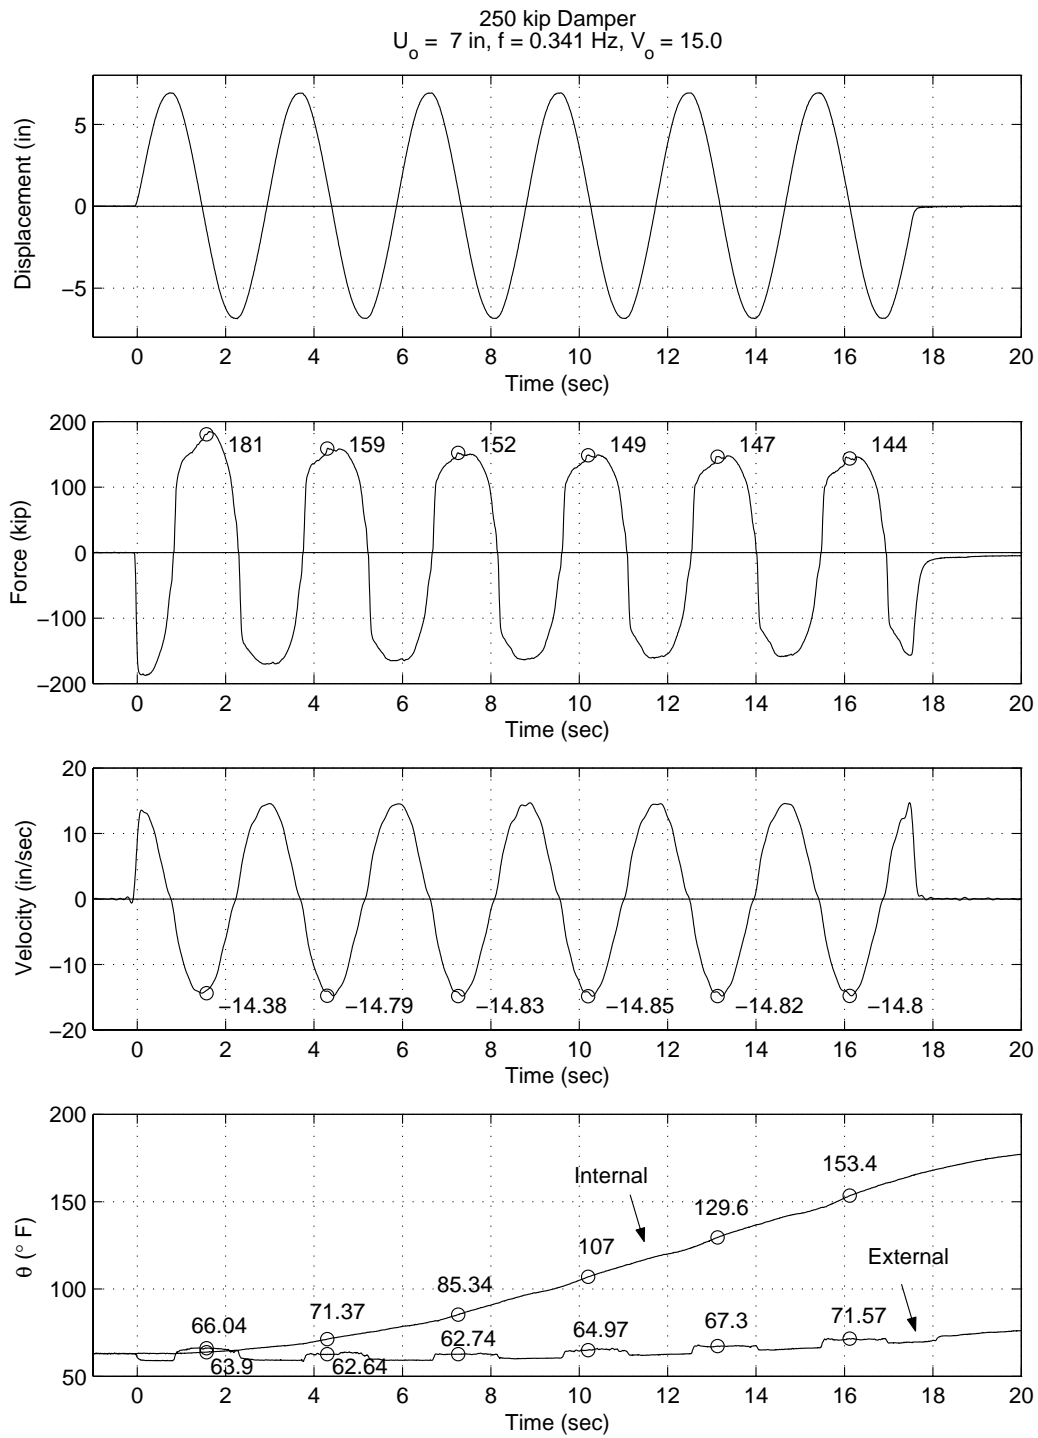 250 kip Damper
U_o = 7 in, f = 0.341 Hz, V_o = 15.0
Displacement (in)
5
0
−5
0 2 4 6 8 10 12 14 16 18 20
Time (sec)
Force (kip)
200
100
0
−100
−200
181 159 152 149 147 144
0 2 4 6 8 10 12 14 16 18 20
Time (sec)
Velocity (in/sec)
20
10
0
−10
−20
−14.38 −14.79 −14.83 −14.85 −14.82 −14.8
0 2 4 6 8 10 12 14 16 18 20
Time (sec)
θ (° F)
200
150
100
50
Internal
External
66.04 71.37 85.34 107 129.6 153.4
63.9 62.64 62.74 64.97 67.3 71.57
0 2 4 6 8 10 12 14 16 18 20
Time (sec)